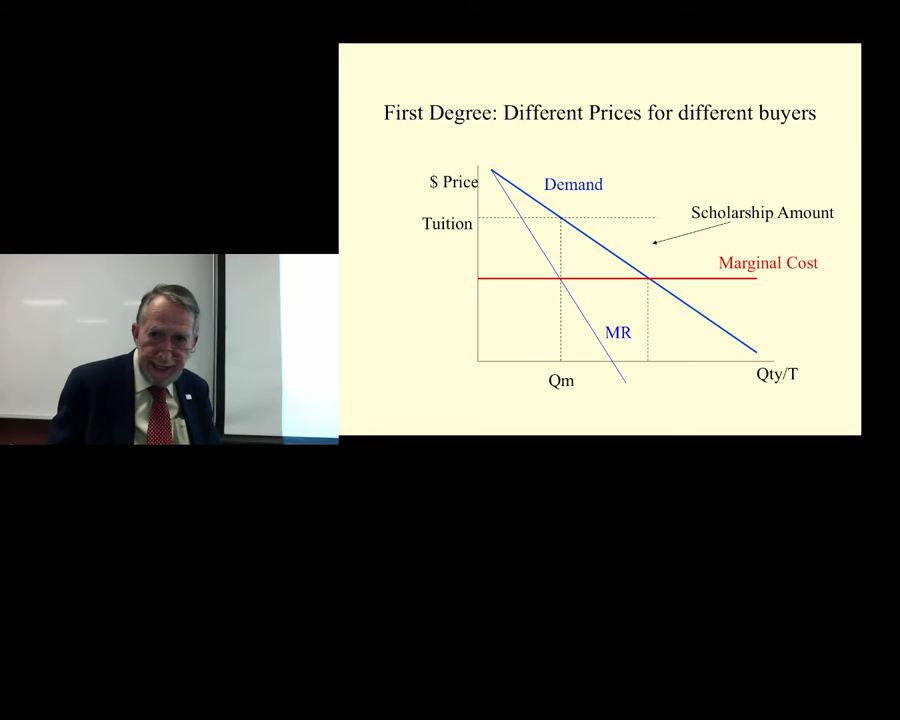 First Degree: Different Prices for different buyers
$ Price
Demand
Scholarship Amount
Tuition
Marginal Cost
MR
Qm
Qty/T